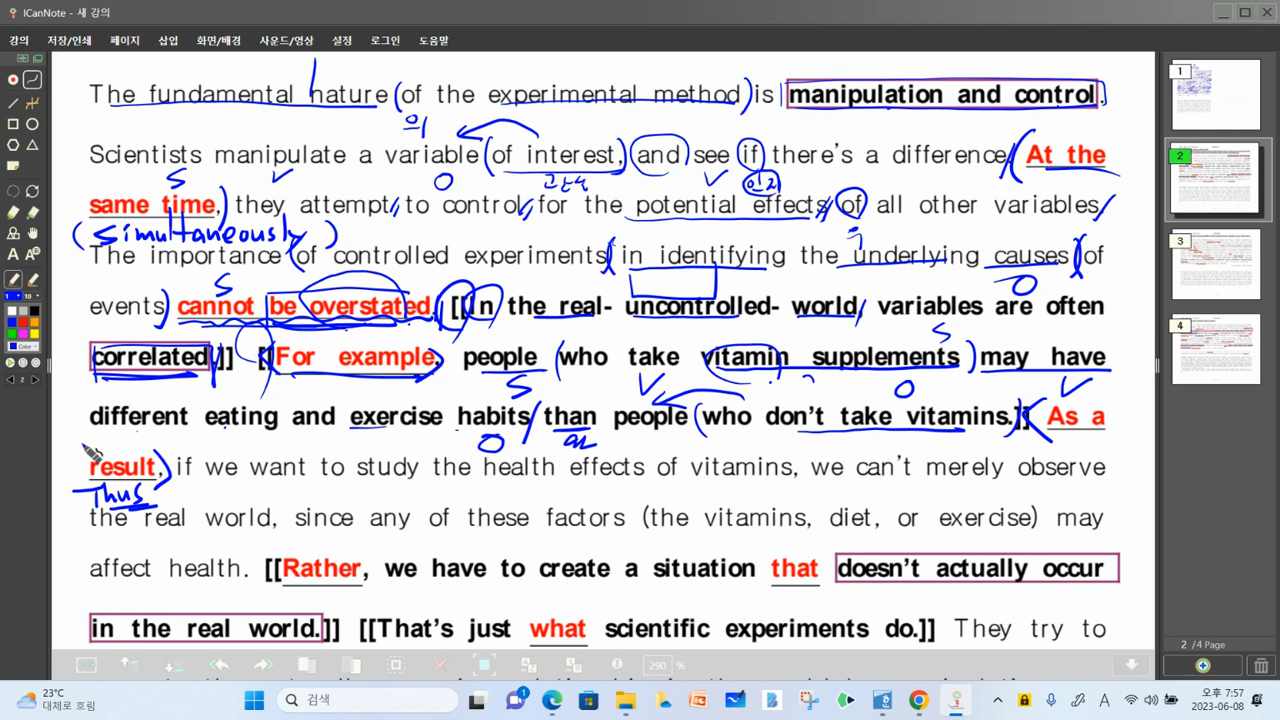 ICanNote - 새 강의
강의 저장/인쇄 페이지 삽입 화면/배경 사운드/영상 설정 로그인 도움말
The fundamental nature (of the experimental method) is manipulation and control.
의
Scientists manipulate a variable (of interest,) and see if there's a difference. At the
S V O 관심 V 인지
same time, they attempt to control for the potential effects of all other variables.
(Simultaneously)
The importance of controlled experiments in identifying the underlying causes of
S O
events cannot be overstated. [[In the real- uncontrolled- world, variables are often
S
correlated.]] [[For example, people (who take vitamin supplements) may have
S V O V
different eating and exercise habits than people (who don't take vitamins.]] As a
O
result, if we want to study the health effects of vitamins, we can't merely observe
Thus
the real world, since any of these factors (the vitamins, diet, or exercise) may
affect health. [[Rather, we have to create a situation that doesn't actually occur
in the real world.]] [[That's just what scientific experiments do.]] They try to
1
2
3
4
Color
2
290 %
2 /4 Page
23°C
대체로 흐림
검색
1
A
오후 7:57
2023-06-08